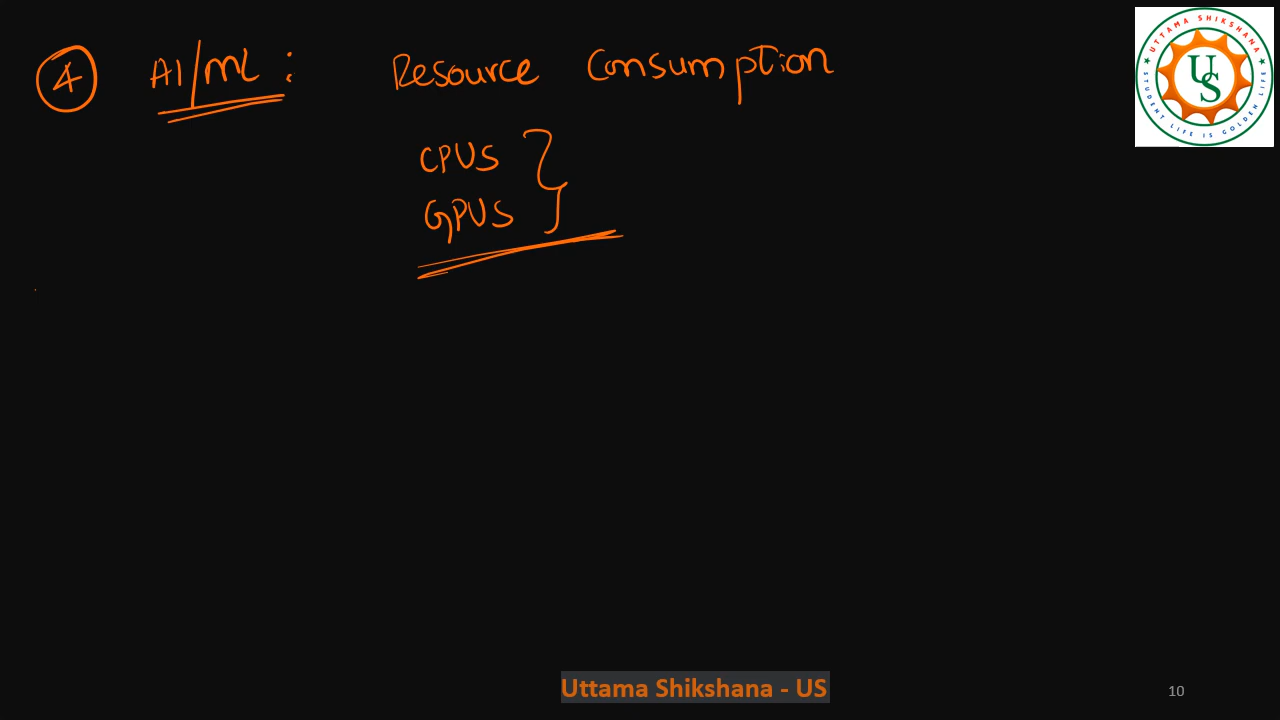 4 AI/ML : Resource Consumption
CPUS
GPUS
UTTAMA SHIKSHANA
US
STUDENT LIFE IS GOLDEN LIFE
Uttama Shikshana - US
10